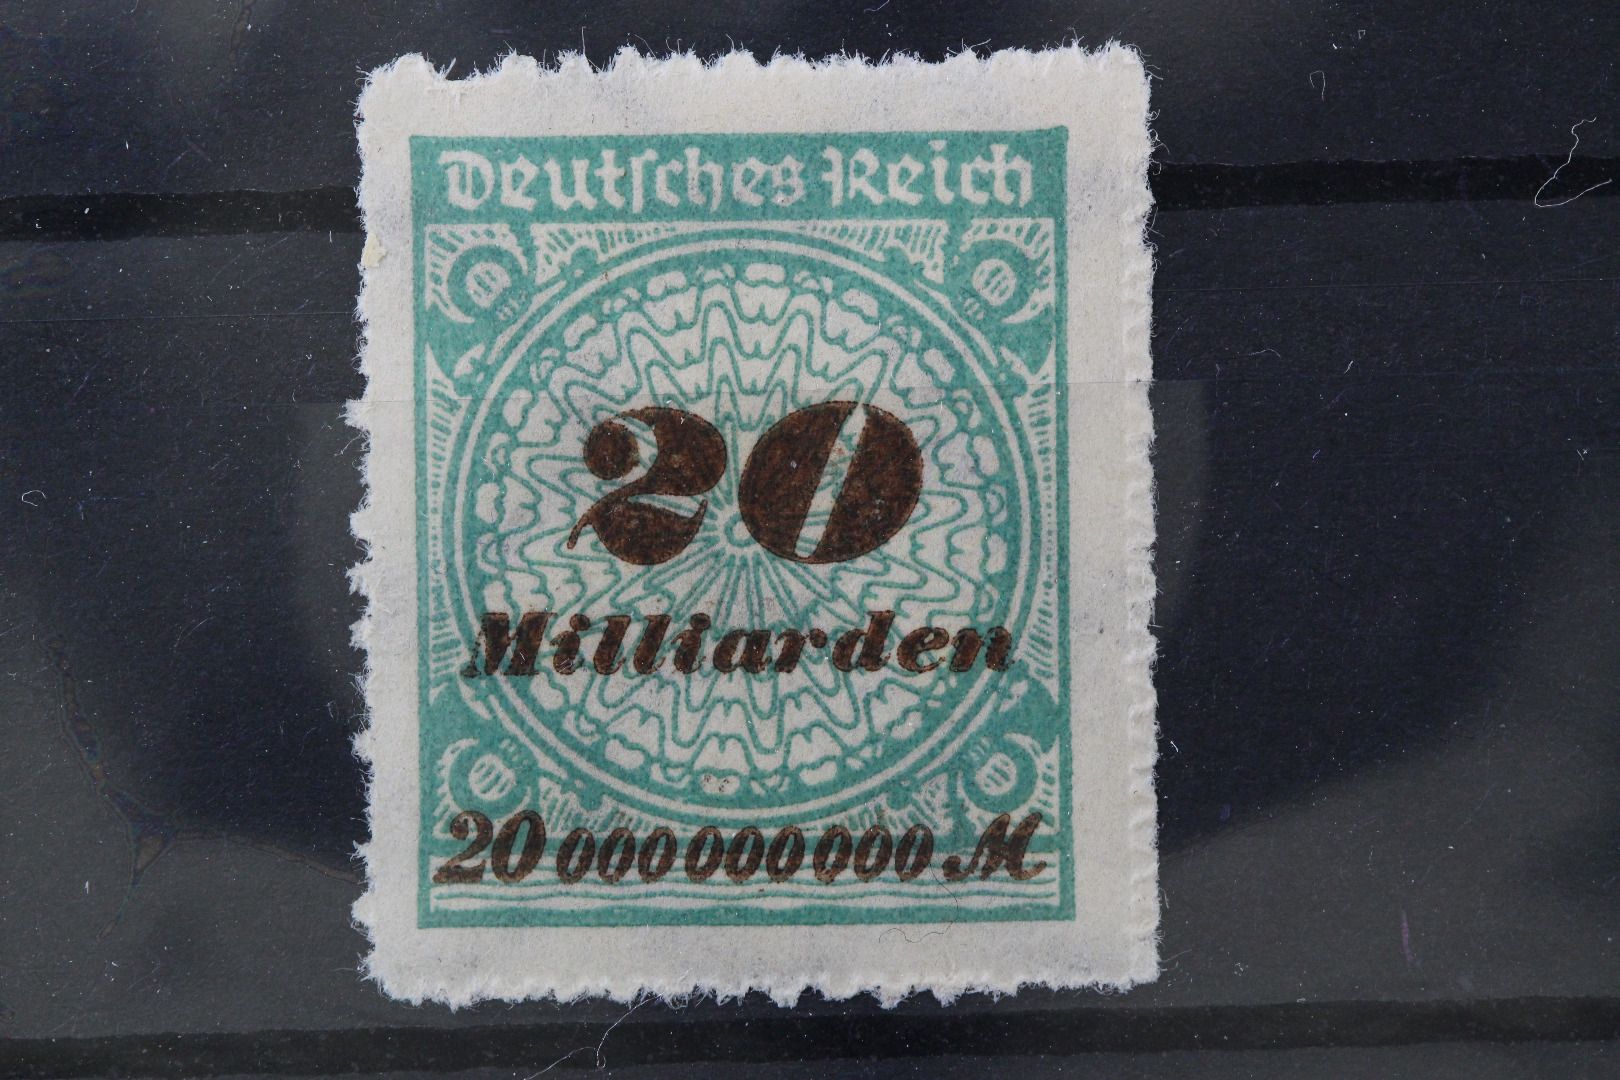 Deutſches Reich
20
Milliarden
20 000 000 000 M